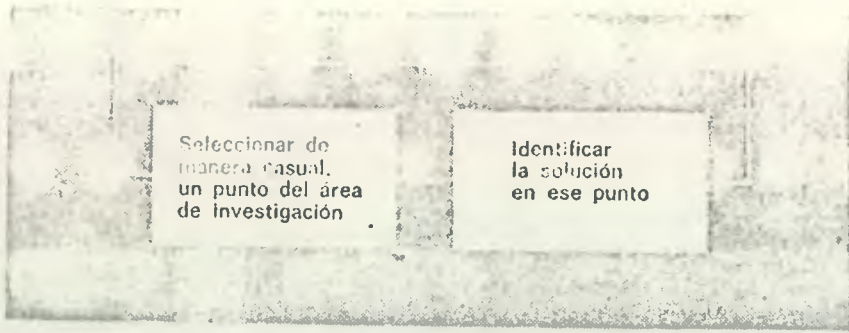 Seleccionar de
manera casual,
un punto del área
de investigación
Identificar
la solución
en ese punto